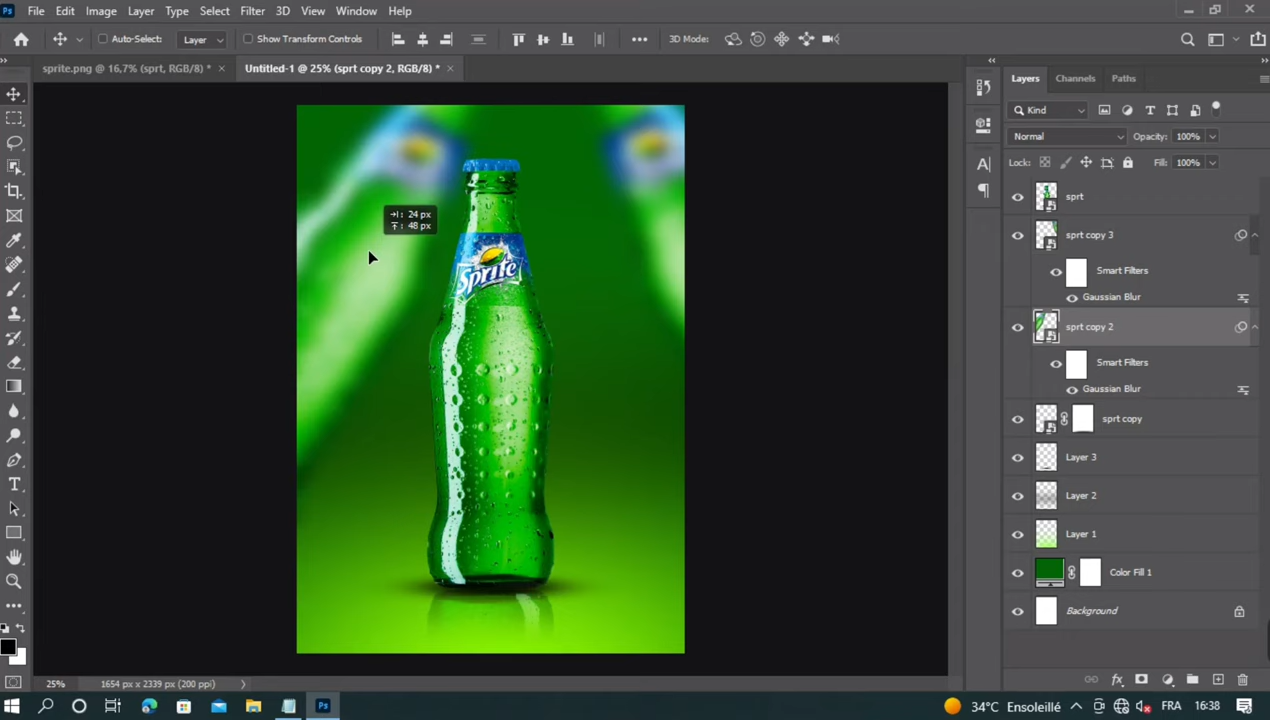 Ps File Edit Image Layer Type Select Filter 3D View Window Help
Auto-Select: Layer Show Transform Controls 3D Mode:
sprite.png @ 16,7% (sprt, RGB/8) * × Untitled-1 @ 25% (sprt copy 2, RGB/8) * ×
Layers Channels Paths
Kind
Normal Opacity: 100%
Lock: Fill: 100%
sprt
sprt copy 3
Smart Filters
Gaussian Blur
sprt copy 2
Smart Filters
Gaussian Blur
sprt copy
Layer 3
Layer 2
Layer 1
Color Fill 1
Background
: 24 px
: 48 px
Sprite
25% 1654 px x 2339 px (200 ppi)
Ps 34°C Ensoleillé FRA 16:38